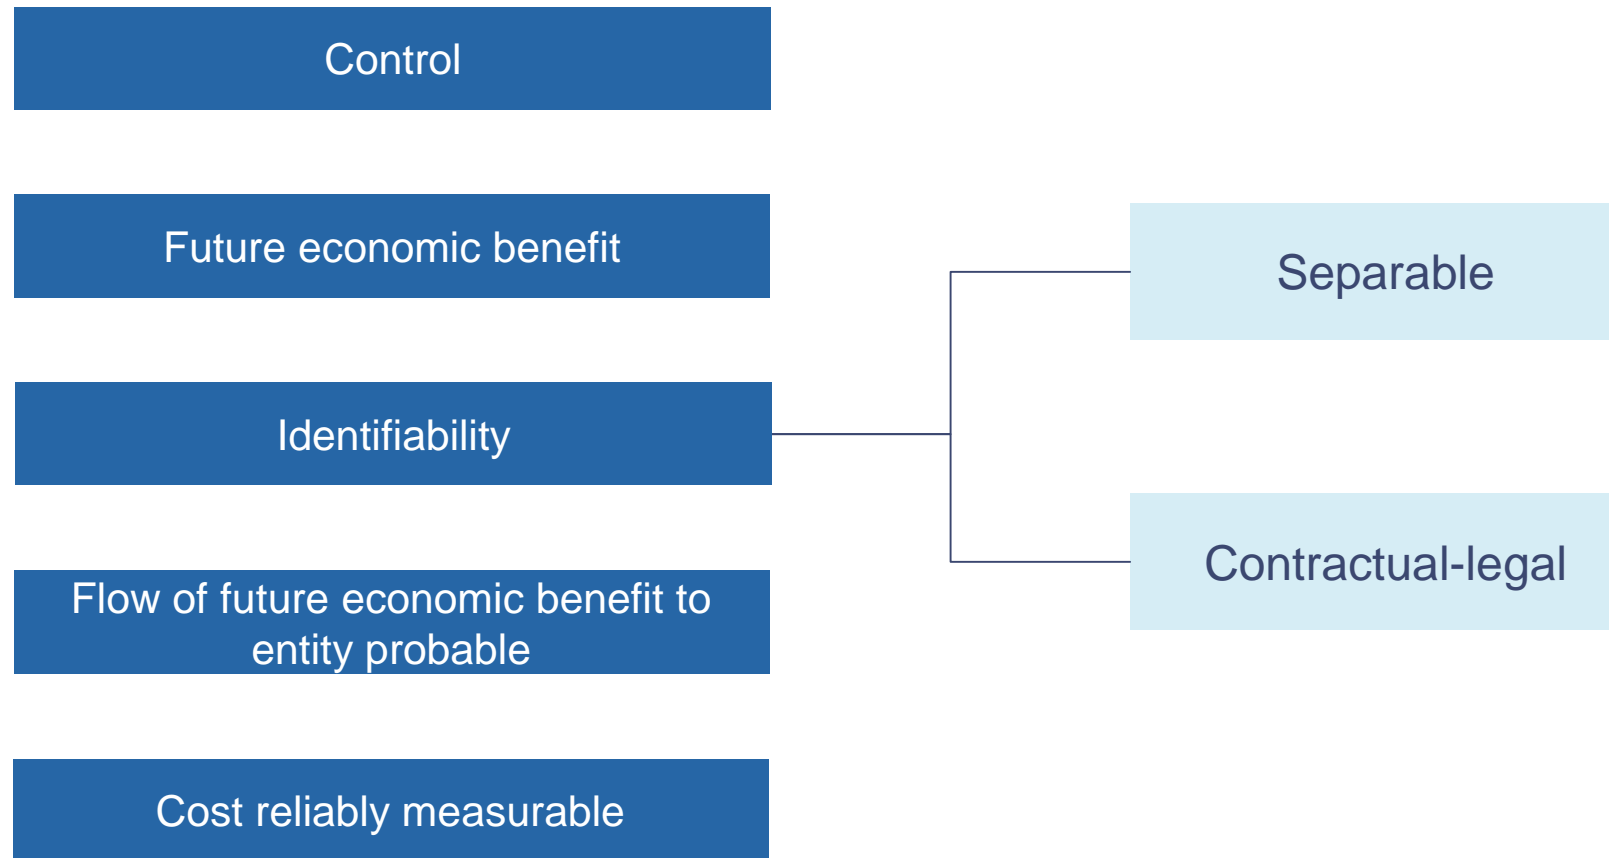 Control
Future economic benefit
Separable
Identifiability
Contractual-legal
Flow of future economic benefit to
entity probable
Cost reliably measurable